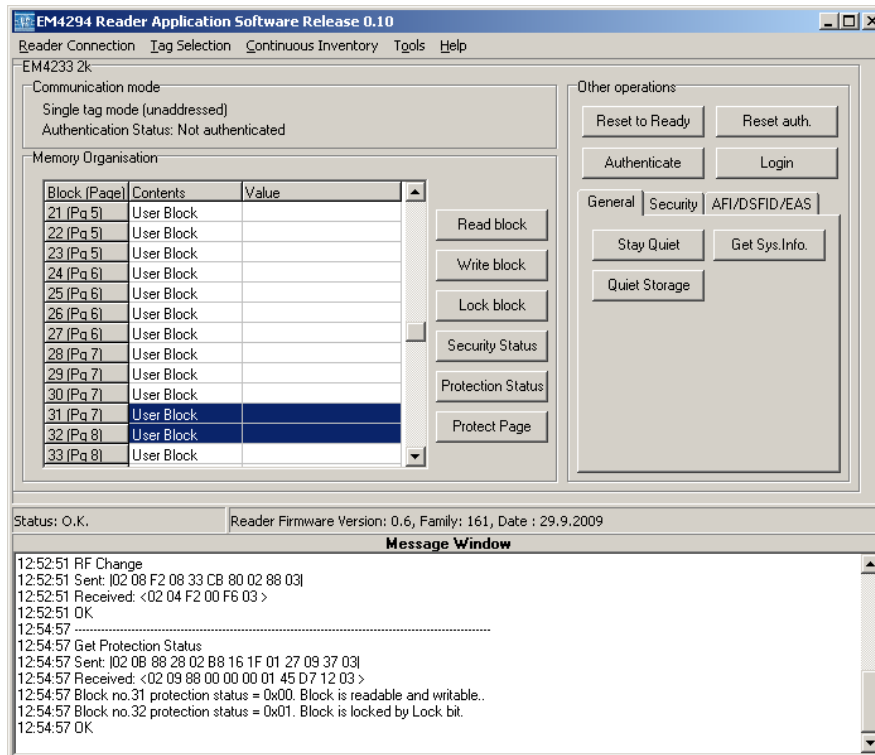 EM4294 Reader Application Software Release 0.10
Reader Connection Tag Selection Continuous Inventory Tools Help
EM4233 2k
Communication mode
Single tag mode (unaddressed)
Authentication Status: Not authenticated
Memory Organisation
Block (Page) Contents Value
21 (Pg 5) User Block
22 (Pg 5) User Block
23 (Pg 5) User Block
24 (Pg 6) User Block
25 (Pg 6) User Block
26 (Pg 6) User Block
27 (Pg 6) User Block
28 (Pg 7) User Block
29 (Pg 7) User Block
30 (Pg 7) User Block
31 (Pg 7) User Block
32 (Pg 8) User Block
33 (Pg 8) User Block
Read block
Write block
Lock block
Security Status
Protection Status
Protect Page
Other operations
Reset to Ready Reset auth.
Authenticate Login
General Security AFI/DSFID/EAS
Stay Quiet Get Sys.Info.
Quiet Storage
Status: O.K. Reader Firmware Version: 0.6, Family: 161, Date : 29.9.2009
Message Window
12:52:51 RF Change
12:52:51 Sent: |02 08 F2 08 33 CB 80 02 88 03|
12:52:51 Received: <02 04 F2 00 F6 03 >
12:52:51 OK
12:54:57 ----------------------------------------------------------------------------------------------------
12:54:57 Get Protection Status
12:54:57 Sent: |02 0B 88 28 02 B8 16 1F 01 27 09 37 03|
12:54:57 Received: <02 09 88 00 00 00 01 45 D7 12 03 >
12:54:57 Block no.31 protection status = 0x00. Block is readable and writable..
12:54:57 Block no.32 protection status = 0x01. Block is locked by Lock bit.
12:54:57 OK